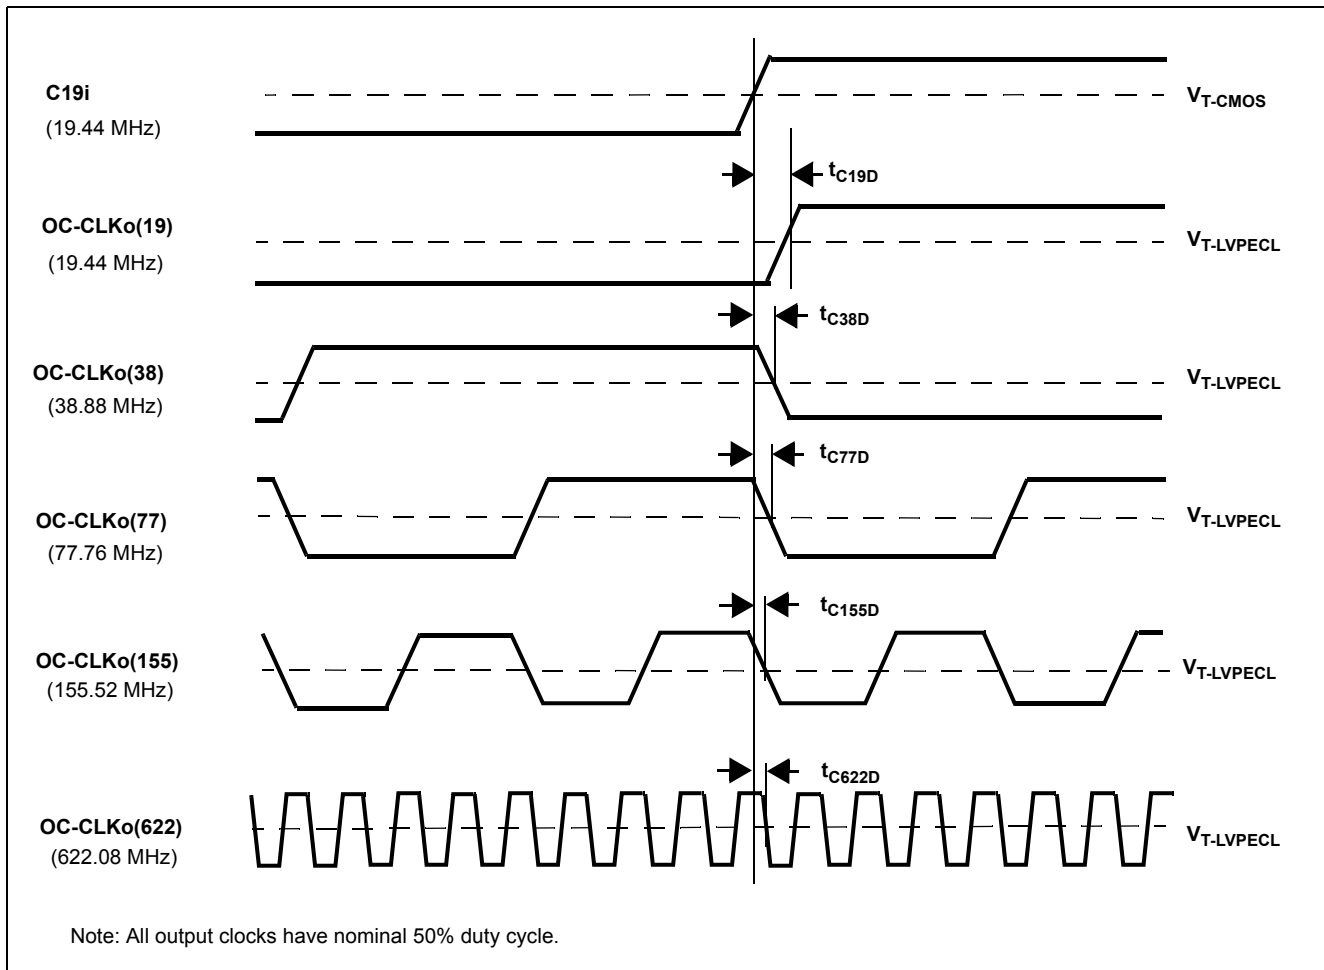 C19i
(19.44 MHz)
VT-CMOS
tC19D
OC-CLKo(19)
(19.44 MHz)
VT-LVPECL
tC38D
OC-CLKo(38)
(38.88 MHz)
VT-LVPECL
tC77D
OC-CLKo(77)
(77.76 MHz)
VT-LVPECL
tC155D
OC-CLKo(155)
(155.52 MHz)
VT-LVPECL
tC622D
OC-CLKo(622)
(622.08 MHz)
VT-LVPECL
Note: All output clocks have nominal 50% duty cycle.